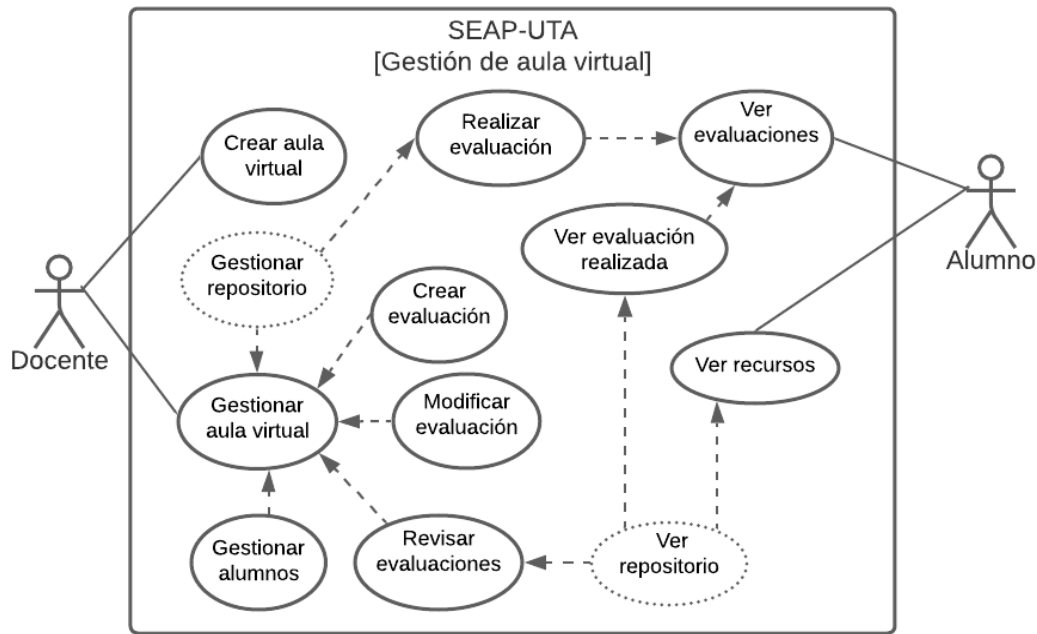 SEAP-UTA
[Gestión de aula virtual]
Crear aula
virtual
Realizar
evaluación
Ver
evaluaciones
Gestionar
repositorio
Ver evaluación
realizada
Alumno
Crear
evaluación
Docente
Ver recursos
Gestionar
aula virtual
Modificar
evaluación
Gestionar
alumnos
Revisar
evaluaciones
Ver
repositorio